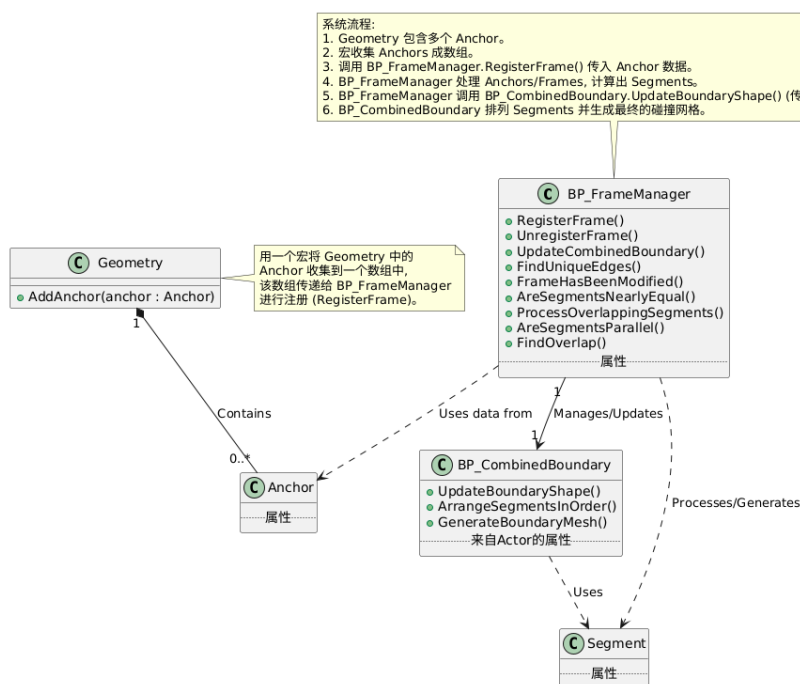 系统流程:
1. Geometry 包含多个 Anchor。
2. 宏收集 Anchors 成数组。
3. 调用 BP_FrameManager.RegisterFrame() 传入 Anchor 数据。
4. BP_FrameManager 处理 Anchors/Frames, 计算出 Segments。
5. BP_FrameManager 调用 BP_CombinedBoundary.UpdateBoundaryShape() (传
6. BP_CombinedBoundary 排列 Segments 并生成最终的碰撞网格。
C BP_FrameManager
RegisterFrame()
UnregisterFrame()
UpdateCombinedBoundary()
FindUniqueEdges()
FrameHasBeenModified()
AreSegmentsNearlyEqual()
ProcessOverlappingSegments()
AreSegmentsParallel()
FindOverlap()
属性
C Geometry
AddAnchor(anchor : Anchor)
用一个宏将 Geometry 中的
Anchor 收集到一个数组中,
该数组传递给 BP_FrameManager
进行注册 (RegisterFrame)。
1
Contains
0..*
Uses data from
1
Manages/Updates
1
Processes/Generates
C Anchor
属性
C BP_CombinedBoundary
UpdateBoundaryShape()
ArrangeSegmentsInOrder()
GenerateBoundaryMesh()
来自Actor的属性
Uses
C Segment
属性